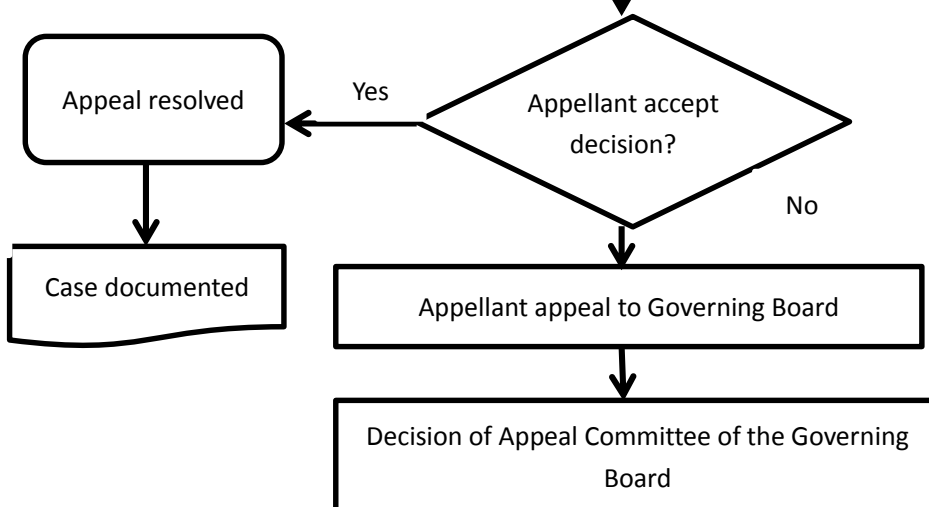 Appellant accept
decision?
Yes
Appeal resolved
No
Case documented
Appellant appeal to Governing Board
Decision of Appeal Committee of the Governing
Board